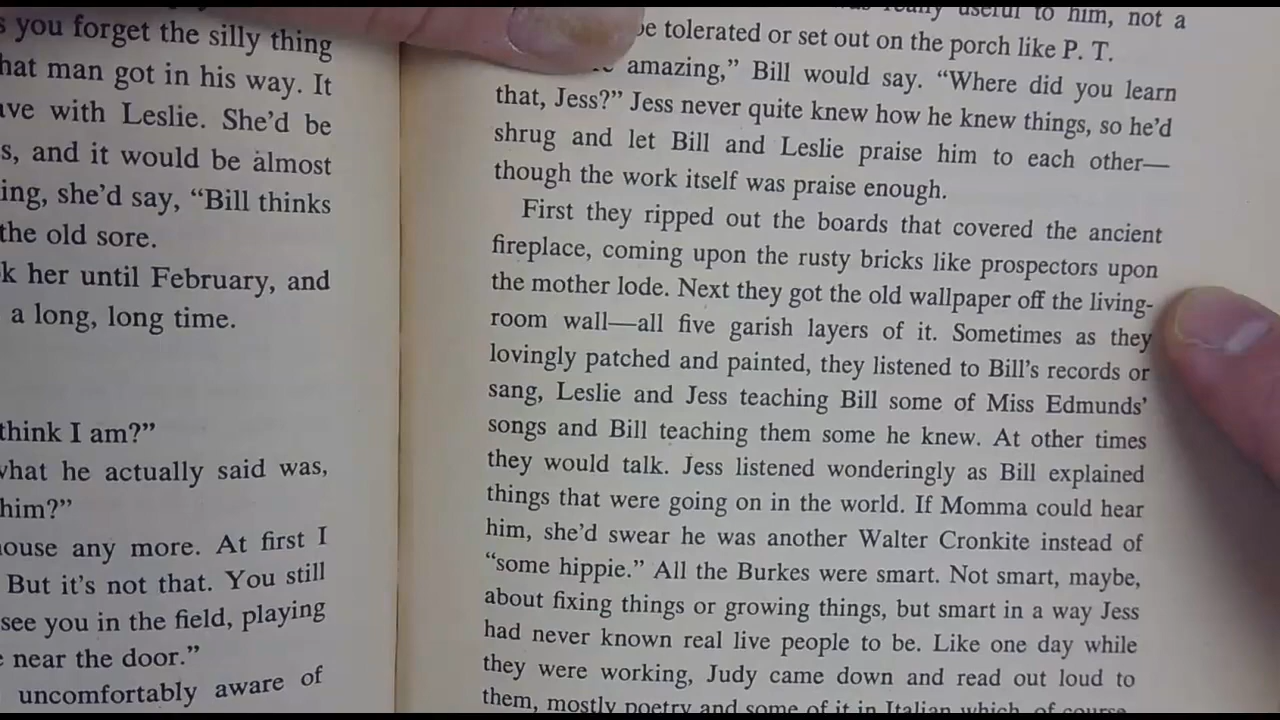 s you forget the silly thing
hat man got in his way. It
ve with Leslie. She'd be
s, and it would be almost
ing, she'd say, "Bill thinks
the old sore.
k her until February, and
a long, long time.
think I am?"
what he actually said was,
him?"
ouse any more. At first I
But it's not that. You still
see you in the field, playing
near the door."
uncomfortably aware of
really useful to him, not a
be tolerated or set out on the porch like P. T.
amazing," Bill would say. "Where did you learn
that, Jess?" Jess never quite knew how he knew things, so he'd
shrug and let Bill and Leslie praise him to each other—
though the work itself was praise enough.
First they ripped out the boards that covered the ancient
fireplace, coming upon the rusty bricks like prospectors upon
the mother lode. Next they got the old wallpaper off the living-
room wall—all five garish layers of it. Sometimes as they
lovingly patched and painted, they listened to Bill's records or
sang, Leslie and Jess teaching Bill some of Miss Edmunds'
songs and Bill teaching them some he knew. At other times
they would talk. Jess listened wonderingly as Bill explained
things that were going on in the world. If Momma could hear
him, she'd swear he was another Walter Cronkite instead of
"some hippie." All the Burkes were smart. Not smart, maybe,
about fixing things or growing things, but smart in a way Jess
had never known real live people to be. Like one day while
they were working, Judy came down and read out loud to
them, mostly poetry and some of it in Italian which, of course,